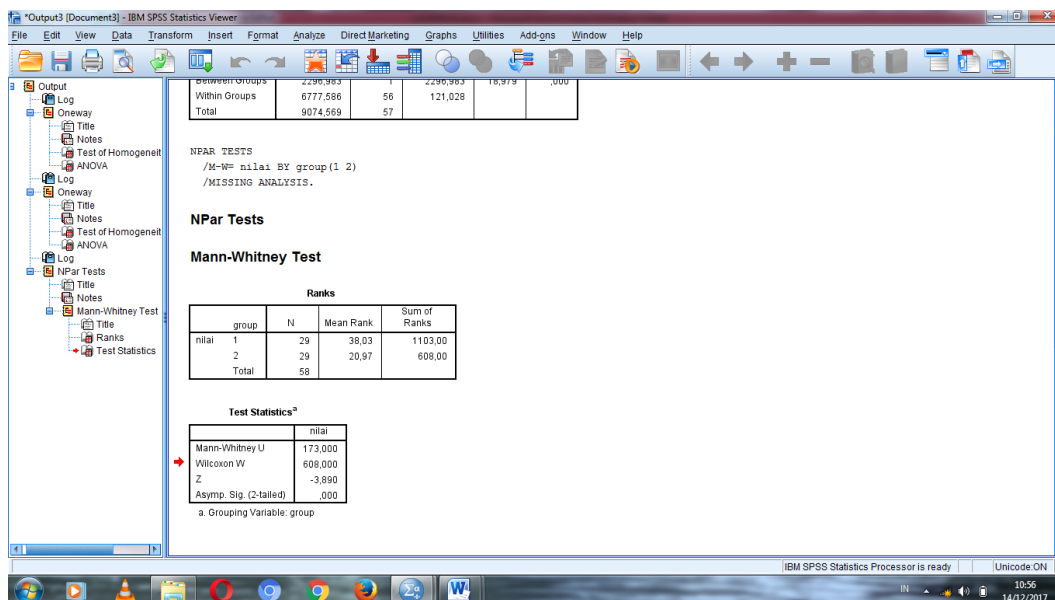 *Output3 [Document3] - IBM SPSS Statistics Viewer
File Edit View Data Transform Insert Format Analyze Direct Marketing Graphs Utilities Add-ons Window Help
Output
Log
Oneway
Title
Notes
Test of Homogeneit
ANOVA
Log
Oneway
Title
Notes
Test of Homogeneit
ANOVA
Log
NPar Tests
Title
Notes
Mann-Whitney Test
Title
Ranks
Test Statistics
Between Groups 2296,983 1 2296,983 18,979 ,000
Within Groups 6777,586 56 121,028
Total 9074,569 57
NPAR TESTS
/M-W= nilai BY group(1 2)
/MISSING ANALYSIS.
NPar Tests
Mann-Whitney Test
Ranks
group N Mean Rank Sum of Ranks
nilai 1 29 38,03 1103,00
2 29 20,97 608,00
Total 58
Test Statisticsa
nilai
Mann-Whitney U 173,000
Wilcoxon W 608,000
Z -3,890
Asymp. Sig. (2-tailed) ,000
a. Grouping Variable: group
IBM SPSS Statistics Processor is ready Unicode:ON
IN 10:56
14/12/2017